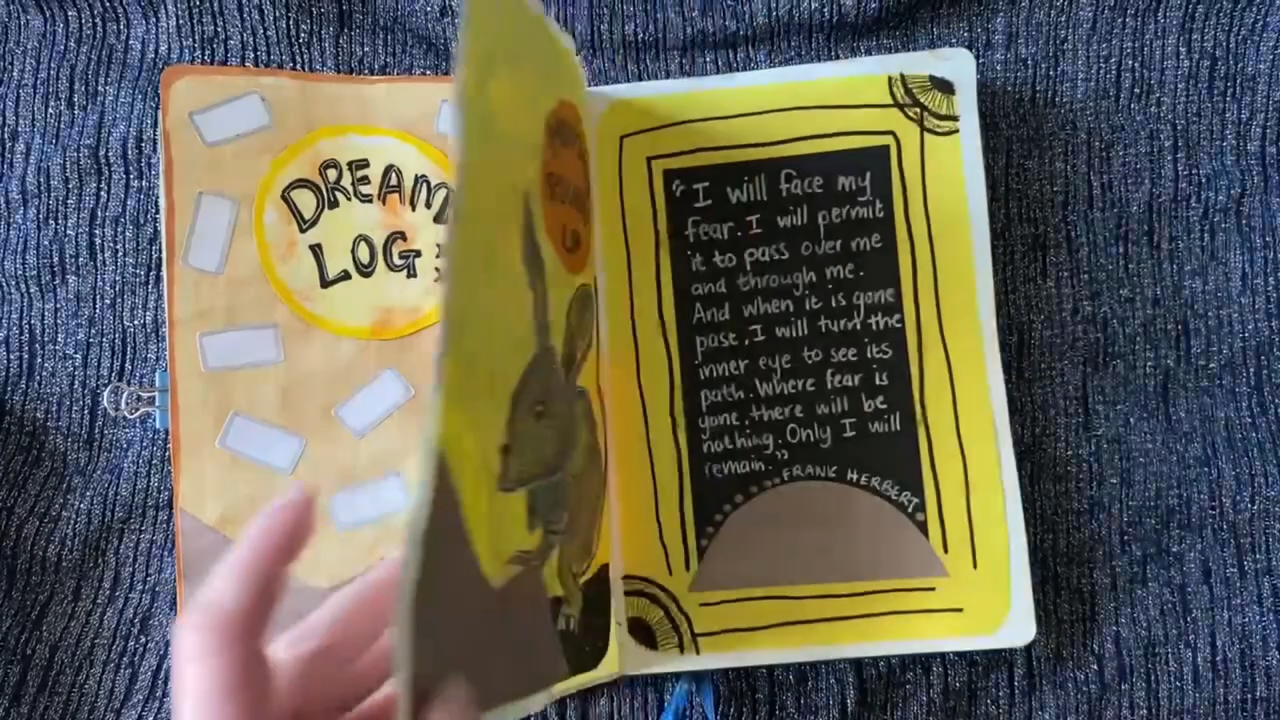 DREAM
LOG:
“I will face my
fear. I will permit
it to pass over me
and through me.
And when it is gone
past, I will turn the
inner eye to see its
path. Where fear is
gone, there will be
nothing. Only I will
remain.”
FRANK HERBERT